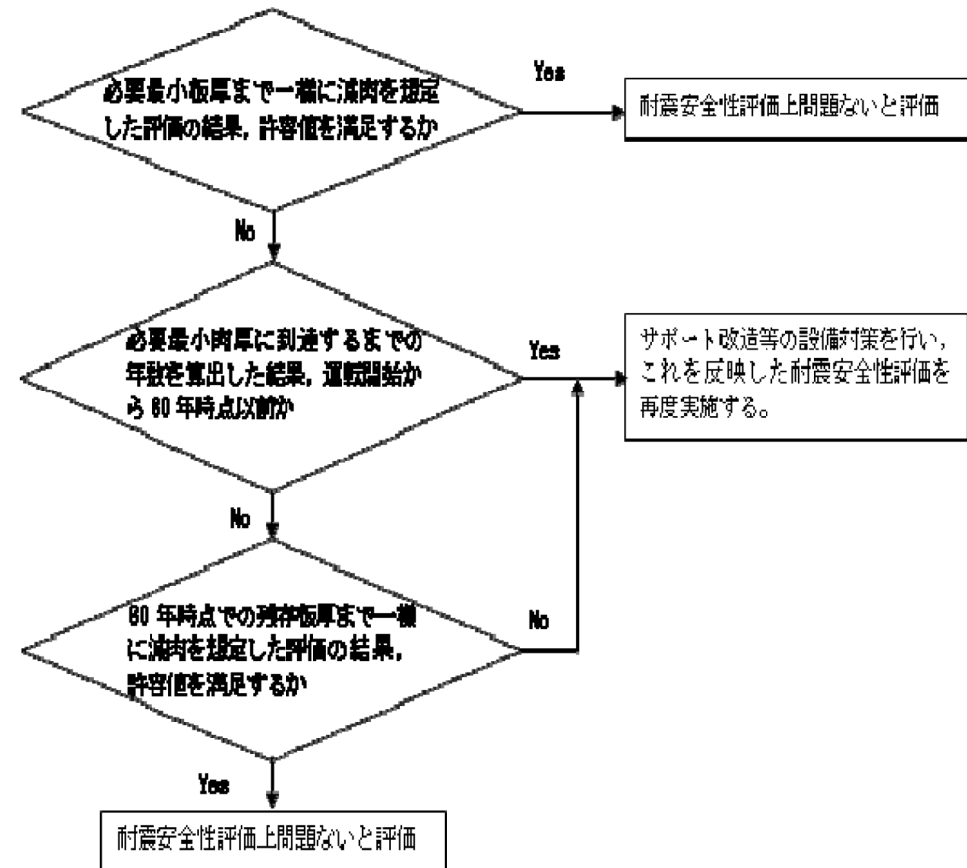 必要最小板厚まで一様に減肉を想定
した評価の結果，許容値を満足するか
Yes
耐震安全性評価上問題ないと評価
No
必要最小肉厚に到達するまでの
年数を算出した結果，運転開始か
ら 60 年時点以前か
Yes
サポート改造等の設備対策を行い，
これを反映した耐震安全性評価を
再度実施する。
No
60 年時点での残存板厚まで一様
に減肉を想定した評価の結果，
許容値を満足するか
No
Yes
耐震安全性評価上問題ないと評価